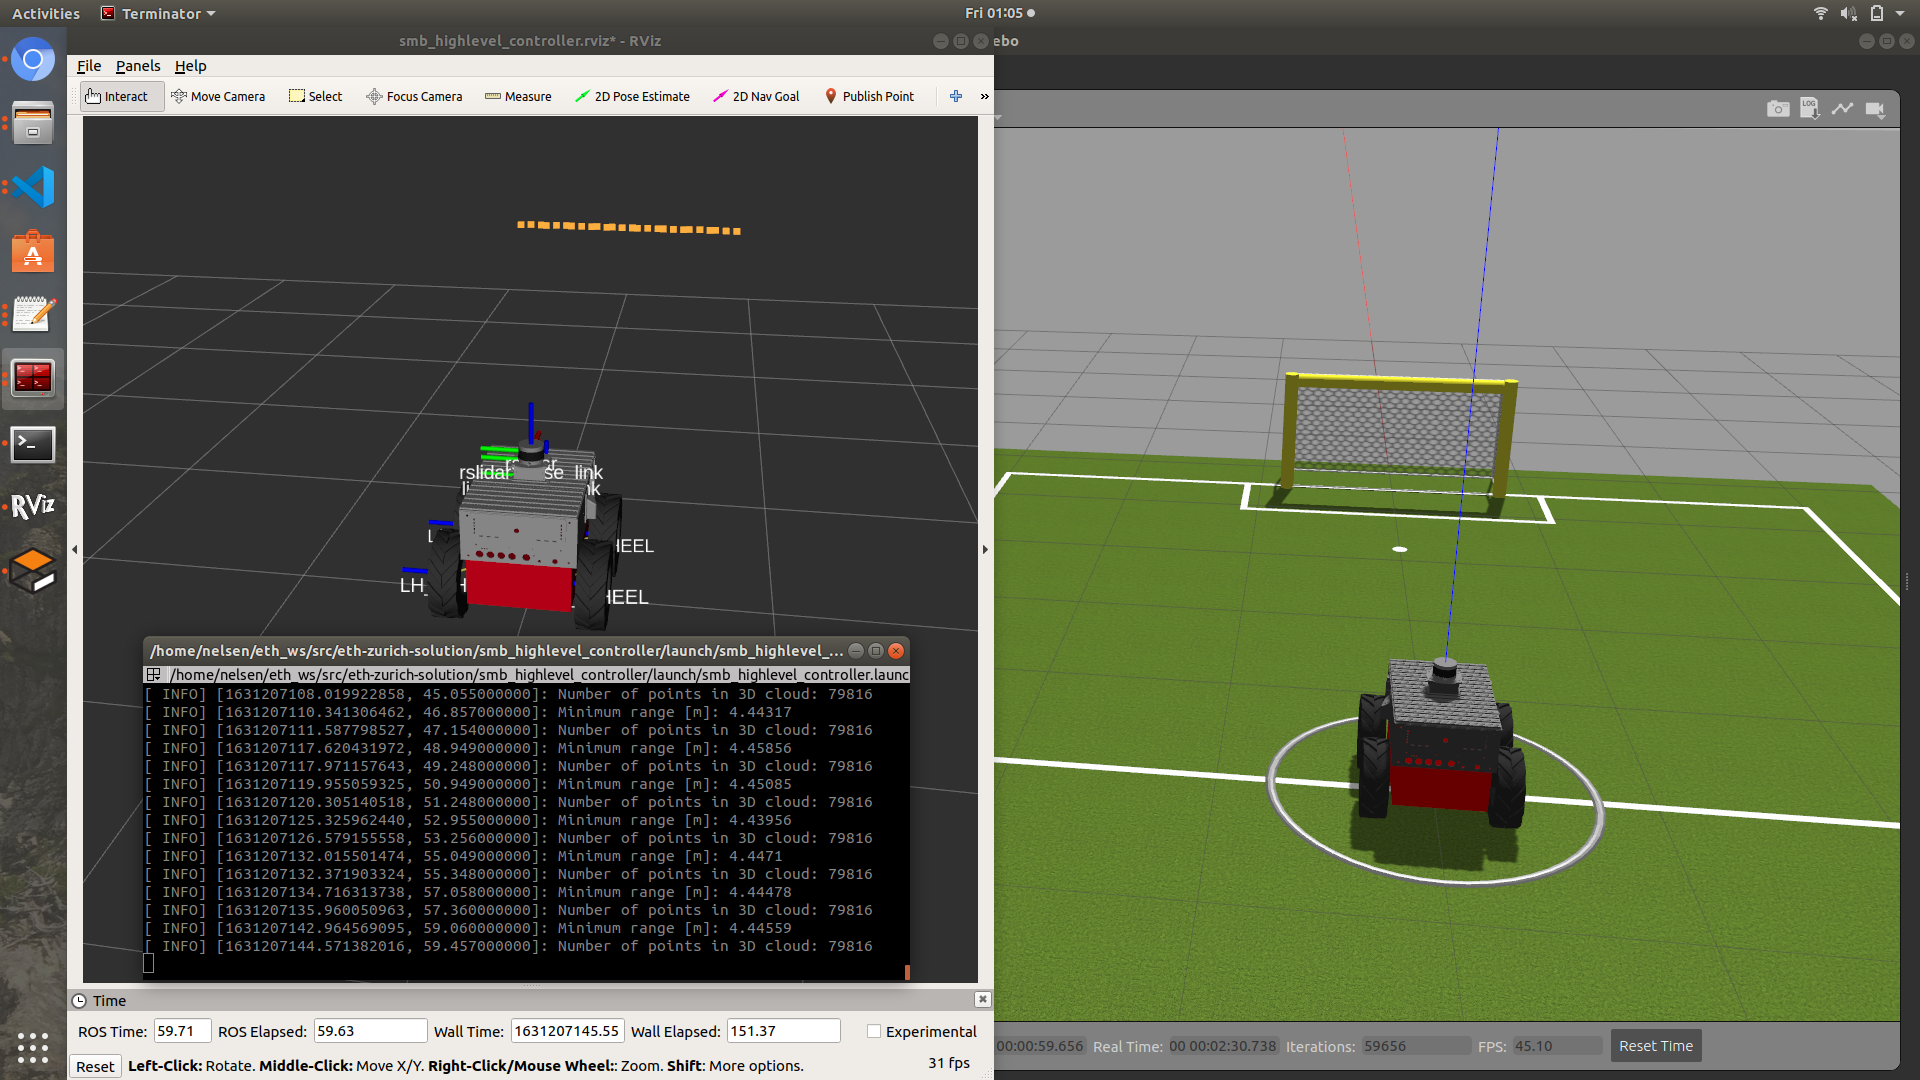 Activities Terminator Fri 01:05
smb_highlevel_controller.rviz* - RViz
ebo
File Panels Help
Interact Move Camera Select Focus Camera Measure 2D Pose Estimate 2D Nav Goal Publish Point »
LOG
RViz
link
HEEL
LH_
HEEL
/home/nelsen/eth_ws/src/eth-zurich-solution/smb_highlevel_controller/launch/smb_highlevel_...
/home/nelsen/eth_ws/src/eth-zurich-solution/smb_highlevel_controller/launch/smb_highlevel_controller.launc
[ INFO] [1631207108.019922858, 45.055000000]: Number of points in 3D cloud: 79816
[ INFO] [1631207110.341306462, 46.857000000]: Minimum range [m]: 4.44317
[ INFO] [1631207111.587798527, 47.154000000]: Number of points in 3D cloud: 79816
[ INFO] [1631207117.620431972, 48.949000000]: Minimum range [m]: 4.45856
[ INFO] [1631207117.971157643, 49.248000000]: Number of points in 3D cloud: 79816
[ INFO] [1631207119.955059325, 50.949000000]: Minimum range [m]: 4.45085
[ INFO] [1631207120.305140518, 51.248000000]: Number of points in 3D cloud: 79816
[ INFO] [1631207125.325962440, 52.955000000]: Minimum range [m]: 4.43956
[ INFO] [1631207126.579155558, 53.256000000]: Number of points in 3D cloud: 79816
[ INFO] [1631207132.015501474, 55.049000000]: Minimum range [m]: 4.4471
[ INFO] [1631207132.371903324, 55.348000000]: Number of points in 3D cloud: 79816
[ INFO] [1631207134.716313738, 57.058000000]: Minimum range [m]: 4.44478
[ INFO] [1631207135.960050963, 57.360000000]: Number of points in 3D cloud: 79816
[ INFO] [1631207142.964569095, 59.060000000]: Minimum range [m]: 4.44559
[ INFO] [1631207144.571382016, 59.457000000]: Number of points in 3D cloud: 79816
Time
ROS Time: 59.71 ROS Elapsed: 59.63 Wall Time: 1631207145.55 Wall Elapsed: 151.37 Experimental
Reset Left-Click: Rotate. Middle-Click: Move X/Y. Right-Click/Mouse Wheel:: Zoom. Shift: More options. 31 fps
00:00:59.656 Real Time: 00 00:02:30.738 Iterations: 59656 FPS: 45.10 Reset Time